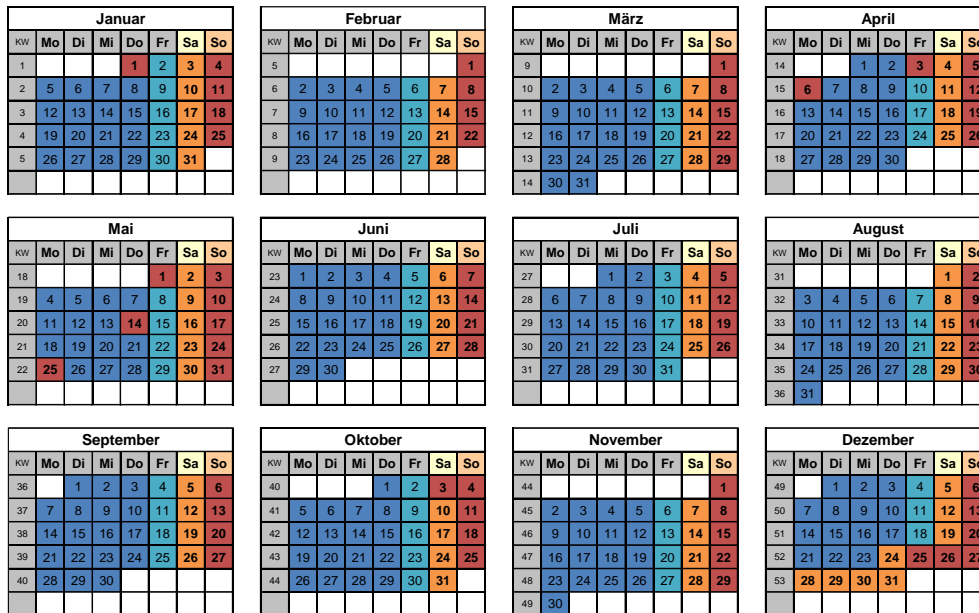 Januar Februar März April
KW Mo Di Mi Do Fr Sa So KW Mo Di Mi Do Fr Sa So KW Mo Di Mi Do Fr Sa So KW Mo Di Mi Do Fr Sa So
1 1 2 3 4 5 1 9 1 14 1 2 3 4 5
2 5 6 7 8 9 10 11 6 2 3 4 5 6 7 8 10 2 3 4 5 6 7 8 15 6 7 8 9 10 11 12
3 12 13 14 15 16 17 18 7 9 10 11 12 13 14 15 11 9 10 11 12 13 14 15 16 13 14 15 16 17 18 19
4 19 20 21 22 23 24 25 8 16 17 18 19 20 21 22 12 16 17 18 19 20 21 22 17 20 21 22 23 24 25 26
5 26 27 28 29 30 31 9 23 24 25 26 27 28 13 23 24 25 26 27 28 29 18 27 28 29 30
14 30 31
Mai Juni Juli August
KW Mo Di Mi Do Fr Sa So KW Mo Di Mi Do Fr Sa So KW Mo Di Mi Do Fr Sa So KW Mo Di Mi Do Fr Sa So
18 1 2 3 23 1 2 3 4 5 6 7 27 1 2 3 4 5 31 1 2
19 4 5 6 7 8 9 10 24 8 9 10 11 12 13 14 28 6 7 8 9 10 11 12 32 3 4 5 6 7 8 9
20 11 12 13 14 15 16 17 25 15 16 17 18 19 20 21 29 13 14 15 16 17 18 19 33 10 11 12 13 14 15 16
21 18 19 20 21 22 23 24 26 22 23 24 25 26 27 28 30 20 21 22 23 24 25 26 34 17 18 19 20 21 22 23
22 25 26 27 28 29 30 31 27 29 30 31 27 28 29 30 31 35 24 25 26 27 28 29 30
36 31
September Oktober November Dezember
KW Mo Di Mi Do Fr Sa So KW Mo Di Mi Do Fr Sa So KW Mo Di Mi Do Fr Sa So KW Mo Di Mi Do Fr Sa So
36 1 2 3 4 5 6 40 1 2 3 4 44 1 49 1 2 3 4 5 6
37 7 8 9 10 11 12 13 41 5 6 7 8 9 10 11 45 2 3 4 5 6 7 8 50 7 8 9 10 11 12 13
38 14 15 16 17 18 19 20 42 12 13 14 15 16 17 18 46 9 10 11 12 13 14 15 51 14 15 16 17 18 19 20
39 21 22 23 24 25 26 27 43 19 20 21 22 23 24 25 47 16 17 18 19 20 21 22 52 21 22 23 24 25 26 27
40 28 29 30 44 26 27 28 29 30 31 48 23 24 25 26 27 28 29 53 28 29 30 31
49 30